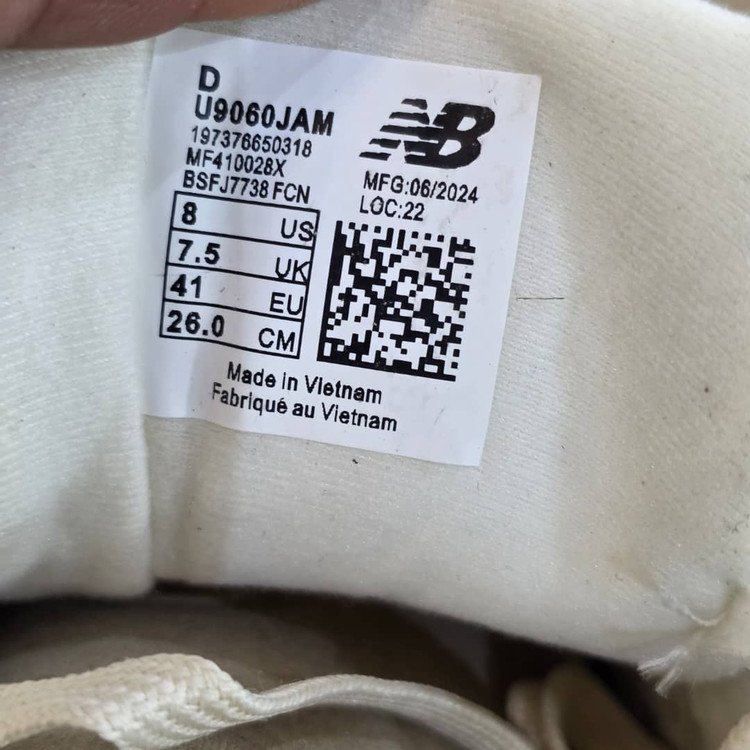 D
U9060JAM
197376650318
MF410028X
BSFJ7738 FCN
8 US
7.5 UK
41 EU
26.0 CM
NB
MFG:06/2024
LOC:22
Made in Vietnam
Fabriqué au Vietnam